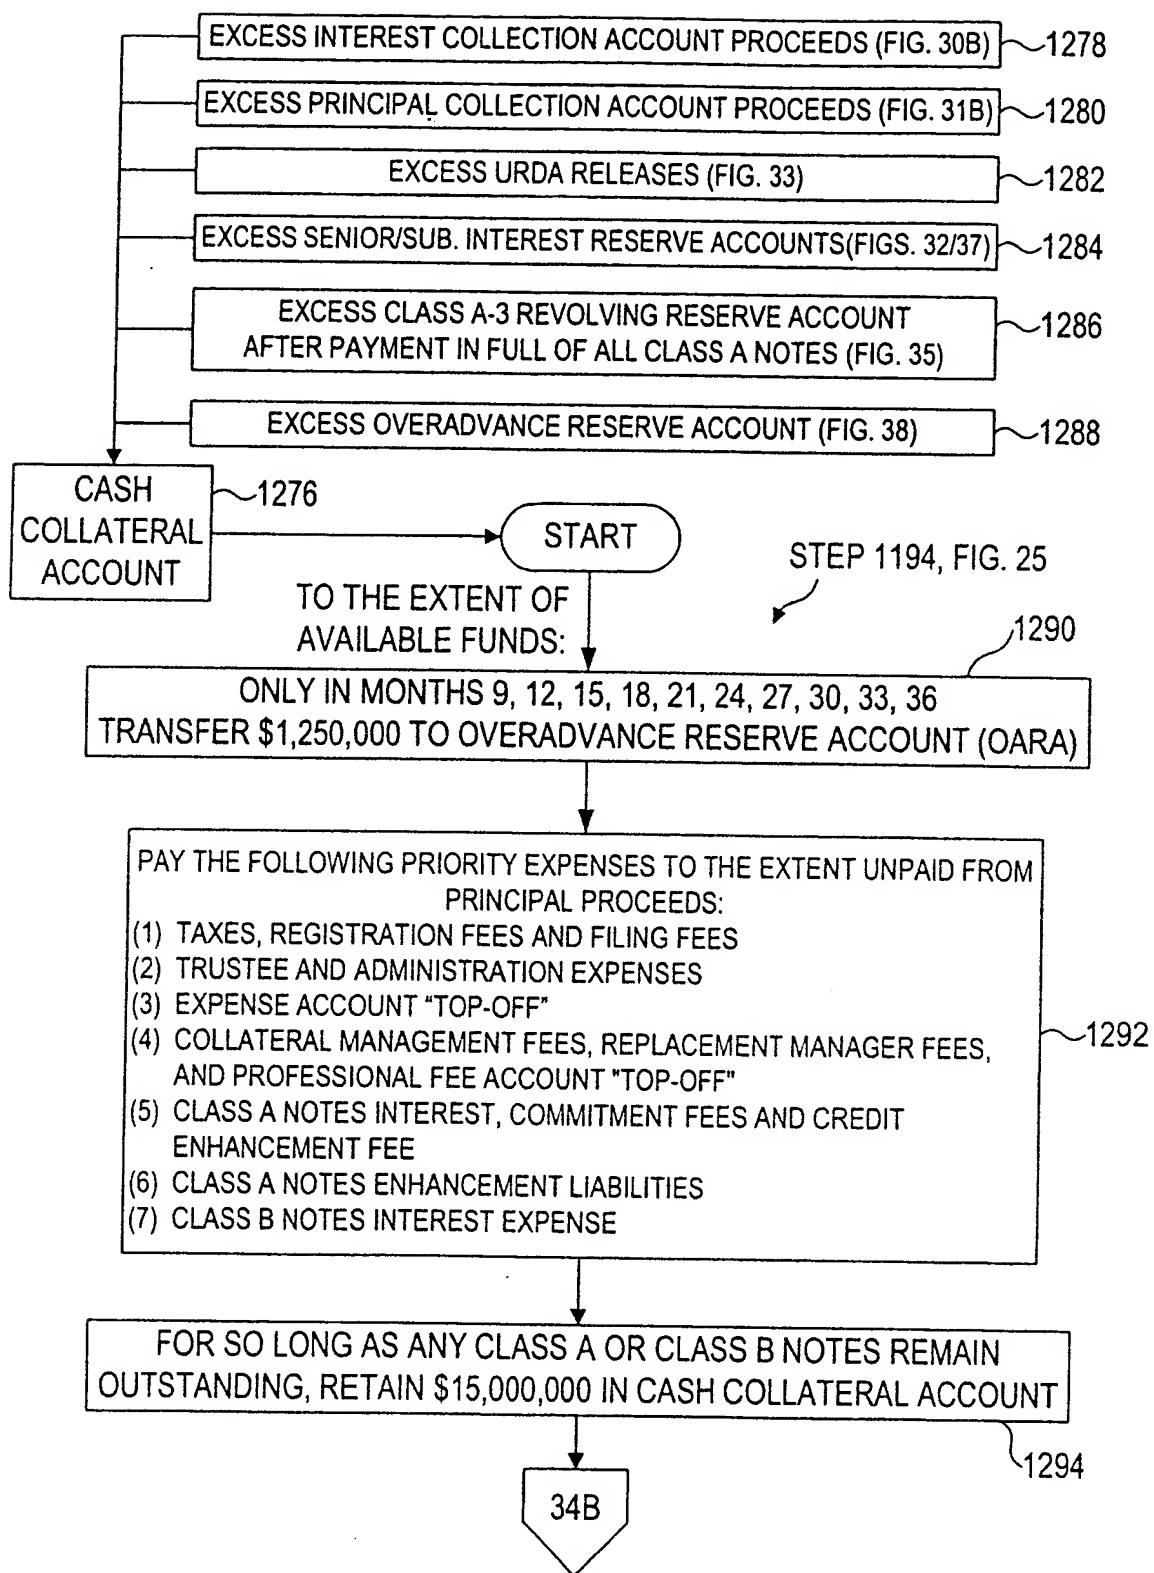 EXCESS INTEREST COLLECTION ACCOUNT PROCEEDS (FIG. 30B)
1278
EXCESS PRINCIPAL COLLECTION ACCOUNT PROCEEDS (FIG. 31B)
1280
EXCESS URDA RELEASES (FIG. 33)
1282
EXCESS SENIOR/SUB. INTEREST RESERVE ACCOUNTS(FIGS. 32/37)
1284
EXCESS CLASS A-3 REVOLVING RESERVE ACCOUNT
AFTER PAYMENT IN FULL OF ALL CLASS A NOTES (FIG. 35)
1286
EXCESS OVERADVANCE RESERVE ACCOUNT (FIG. 38)
1288
CASH
COLLATERAL
ACCOUNT
1276
START
STEP 1194, FIG. 25
TO THE EXTENT OF
AVAILABLE FUNDS:
1290
ONLY IN MONTHS 9, 12, 15, 18, 21, 24, 27, 30, 33, 36
TRANSFER $1,250,000 TO OVERADVANCE RESERVE ACCOUNT (OARA)
PAY THE FOLLOWING PRIORITY EXPENSES TO THE EXTENT UNPAID FROM
PRINCIPAL PROCEEDS:
(1) TAXES, REGISTRATION FEES AND FILING FEES
(2) TRUSTEE AND ADMINISTRATION EXPENSES
(3) EXPENSE ACCOUNT "TOP-OFF"
(4) COLLATERAL MANAGEMENT FEES, REPLACEMENT MANAGER FEES,
AND PROFESSIONAL FEE ACCOUNT "TOP-OFF"
(5) CLASS A NOTES INTEREST, COMMITMENT FEES AND CREDIT
ENHANCEMENT FEE
(6) CLASS A NOTES ENHANCEMENT LIABILITIES
(7) CLASS B NOTES INTEREST EXPENSE
1292
FOR SO LONG AS ANY CLASS A OR CLASS B NOTES REMAIN
OUTSTANDING, RETAIN $15,000,000 IN CASH COLLATERAL ACCOUNT
1294
34B